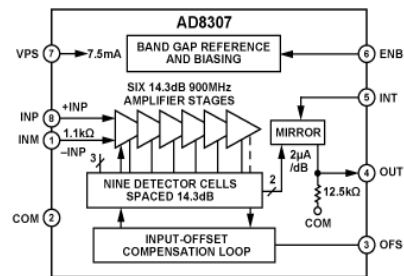 AD8307
VPS
7
7.5mA
BAND GAP REFERENCE
AND BIASING
6
ENB
SIX 14.3dB 900MHz
AMPLIFIER STAGES
5
INT
INP
8
+INP
MIRROR
INM
1
1.1kΩ
–INP
3
2µA
/dB
2
4
OUT
NINE DETECTOR CELLS
SPACED 14.3dB
12.5kΩ
COM
COM
2
INPUT-OFFSET
COMPENSATION LOOP
3
OFS